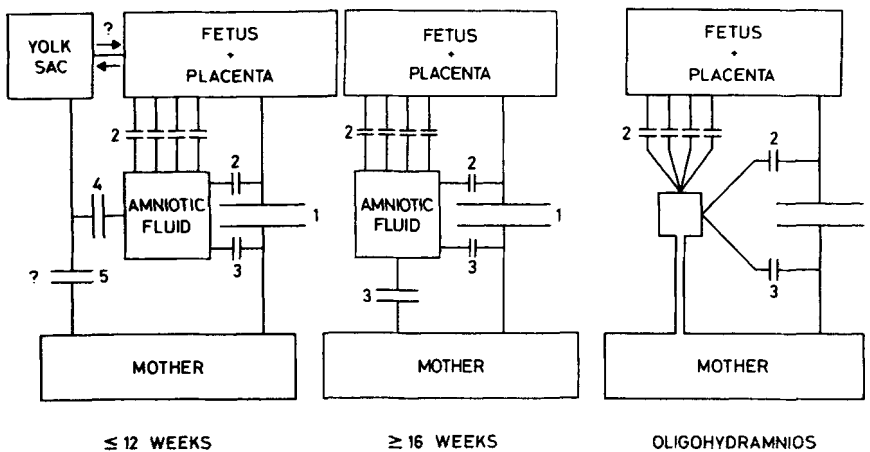 ?
YOLK
SAC
FETUS
+
PLACENTA
2
2
4
AMNIOTIC
FLUID
1
3
? 5
MOTHER
≤ 12 WEEKS
FETUS
+
PLACENTA
2
2
AMNIOTIC
FLUID
1
3
3
MOTHER
≥ 16 WEEKS
FETUS
+
PLACENTA
2
2
3
MOTHER
OLIGOHYDRAMNIOS